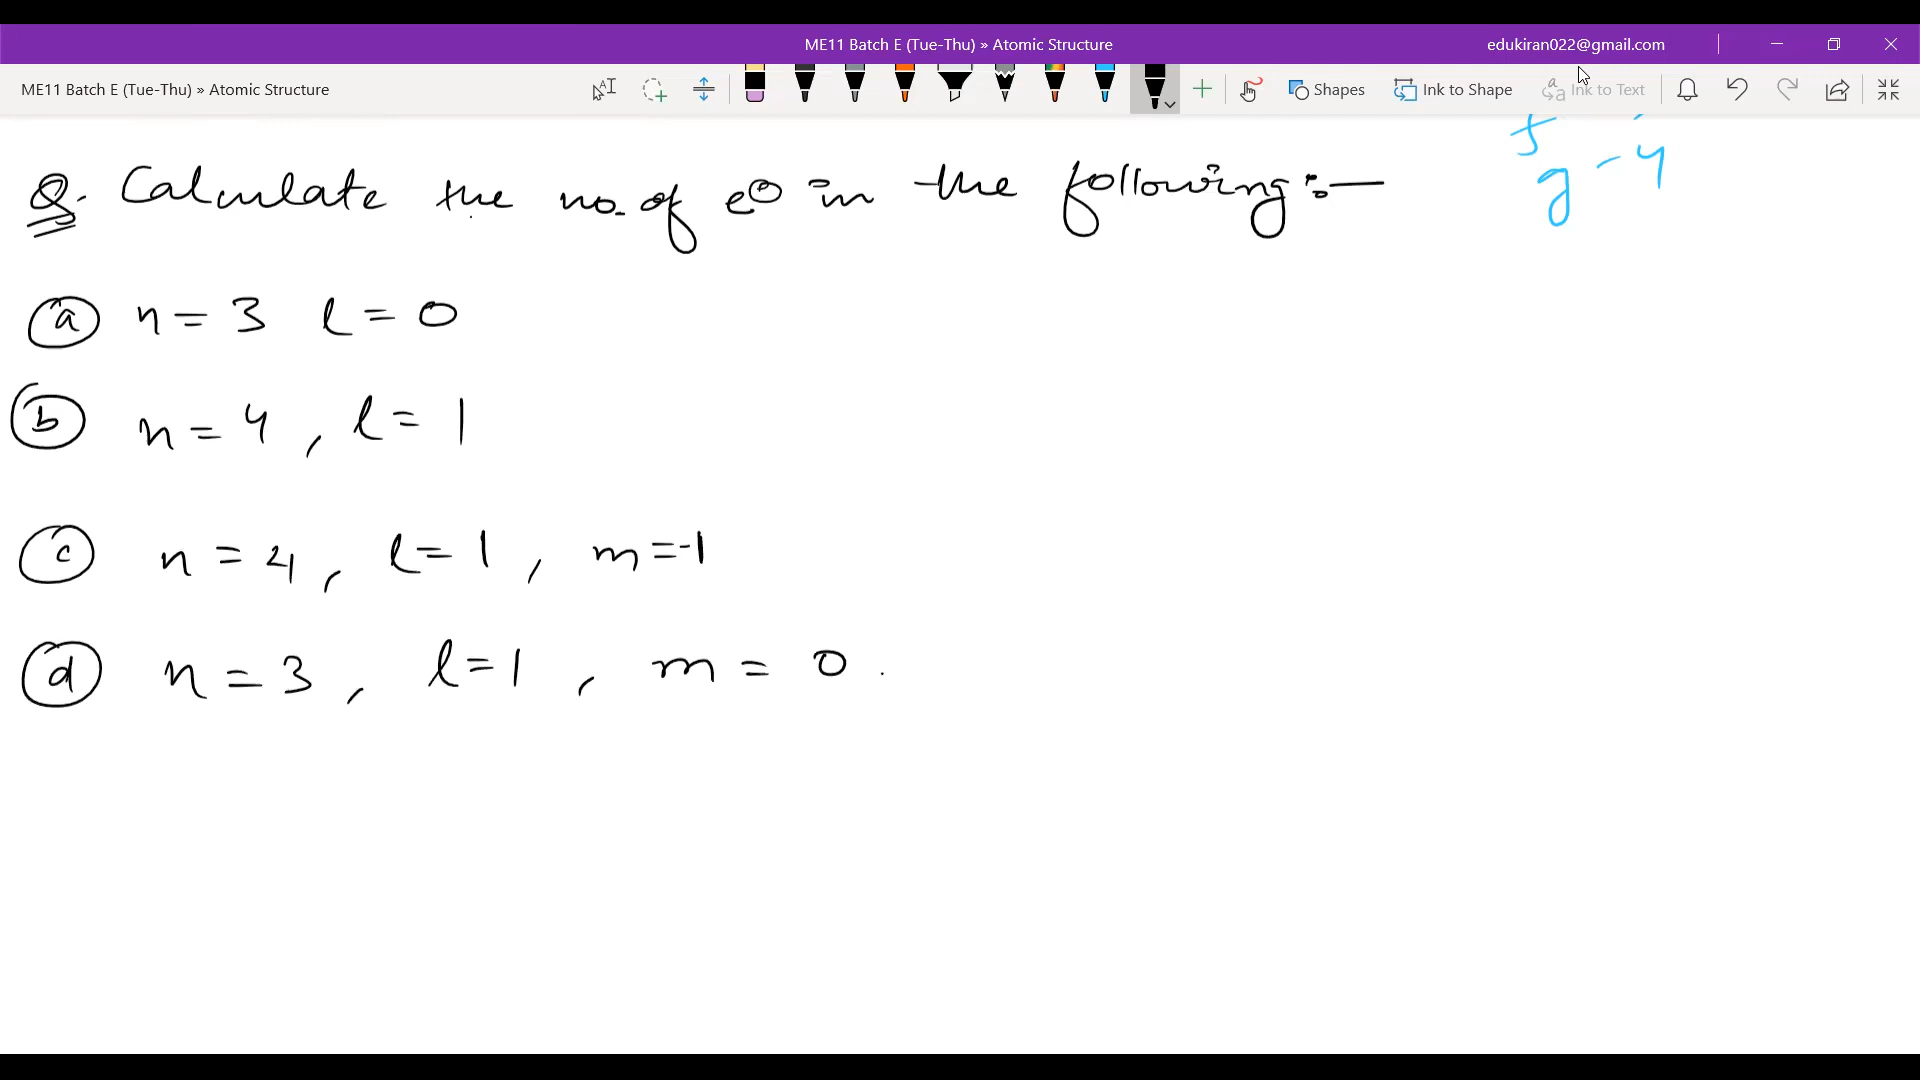 ME11 Batch E (Tue-Thu) » Atomic Structure
edukiran022@gmail.com
ME11 Batch E (Tue-Thu) » Atomic Structure
Shapes
Ink to Shape
Ink to Text
f
g - 4
Q. Calculate the no. of e⊖ in the following :—
(a) n = 3 l = 0
(b) n = 4 , l = 1
(c) n = 4 , l = 1 , m = -1
(d) n = 3 , l = 1 , m = 0 .